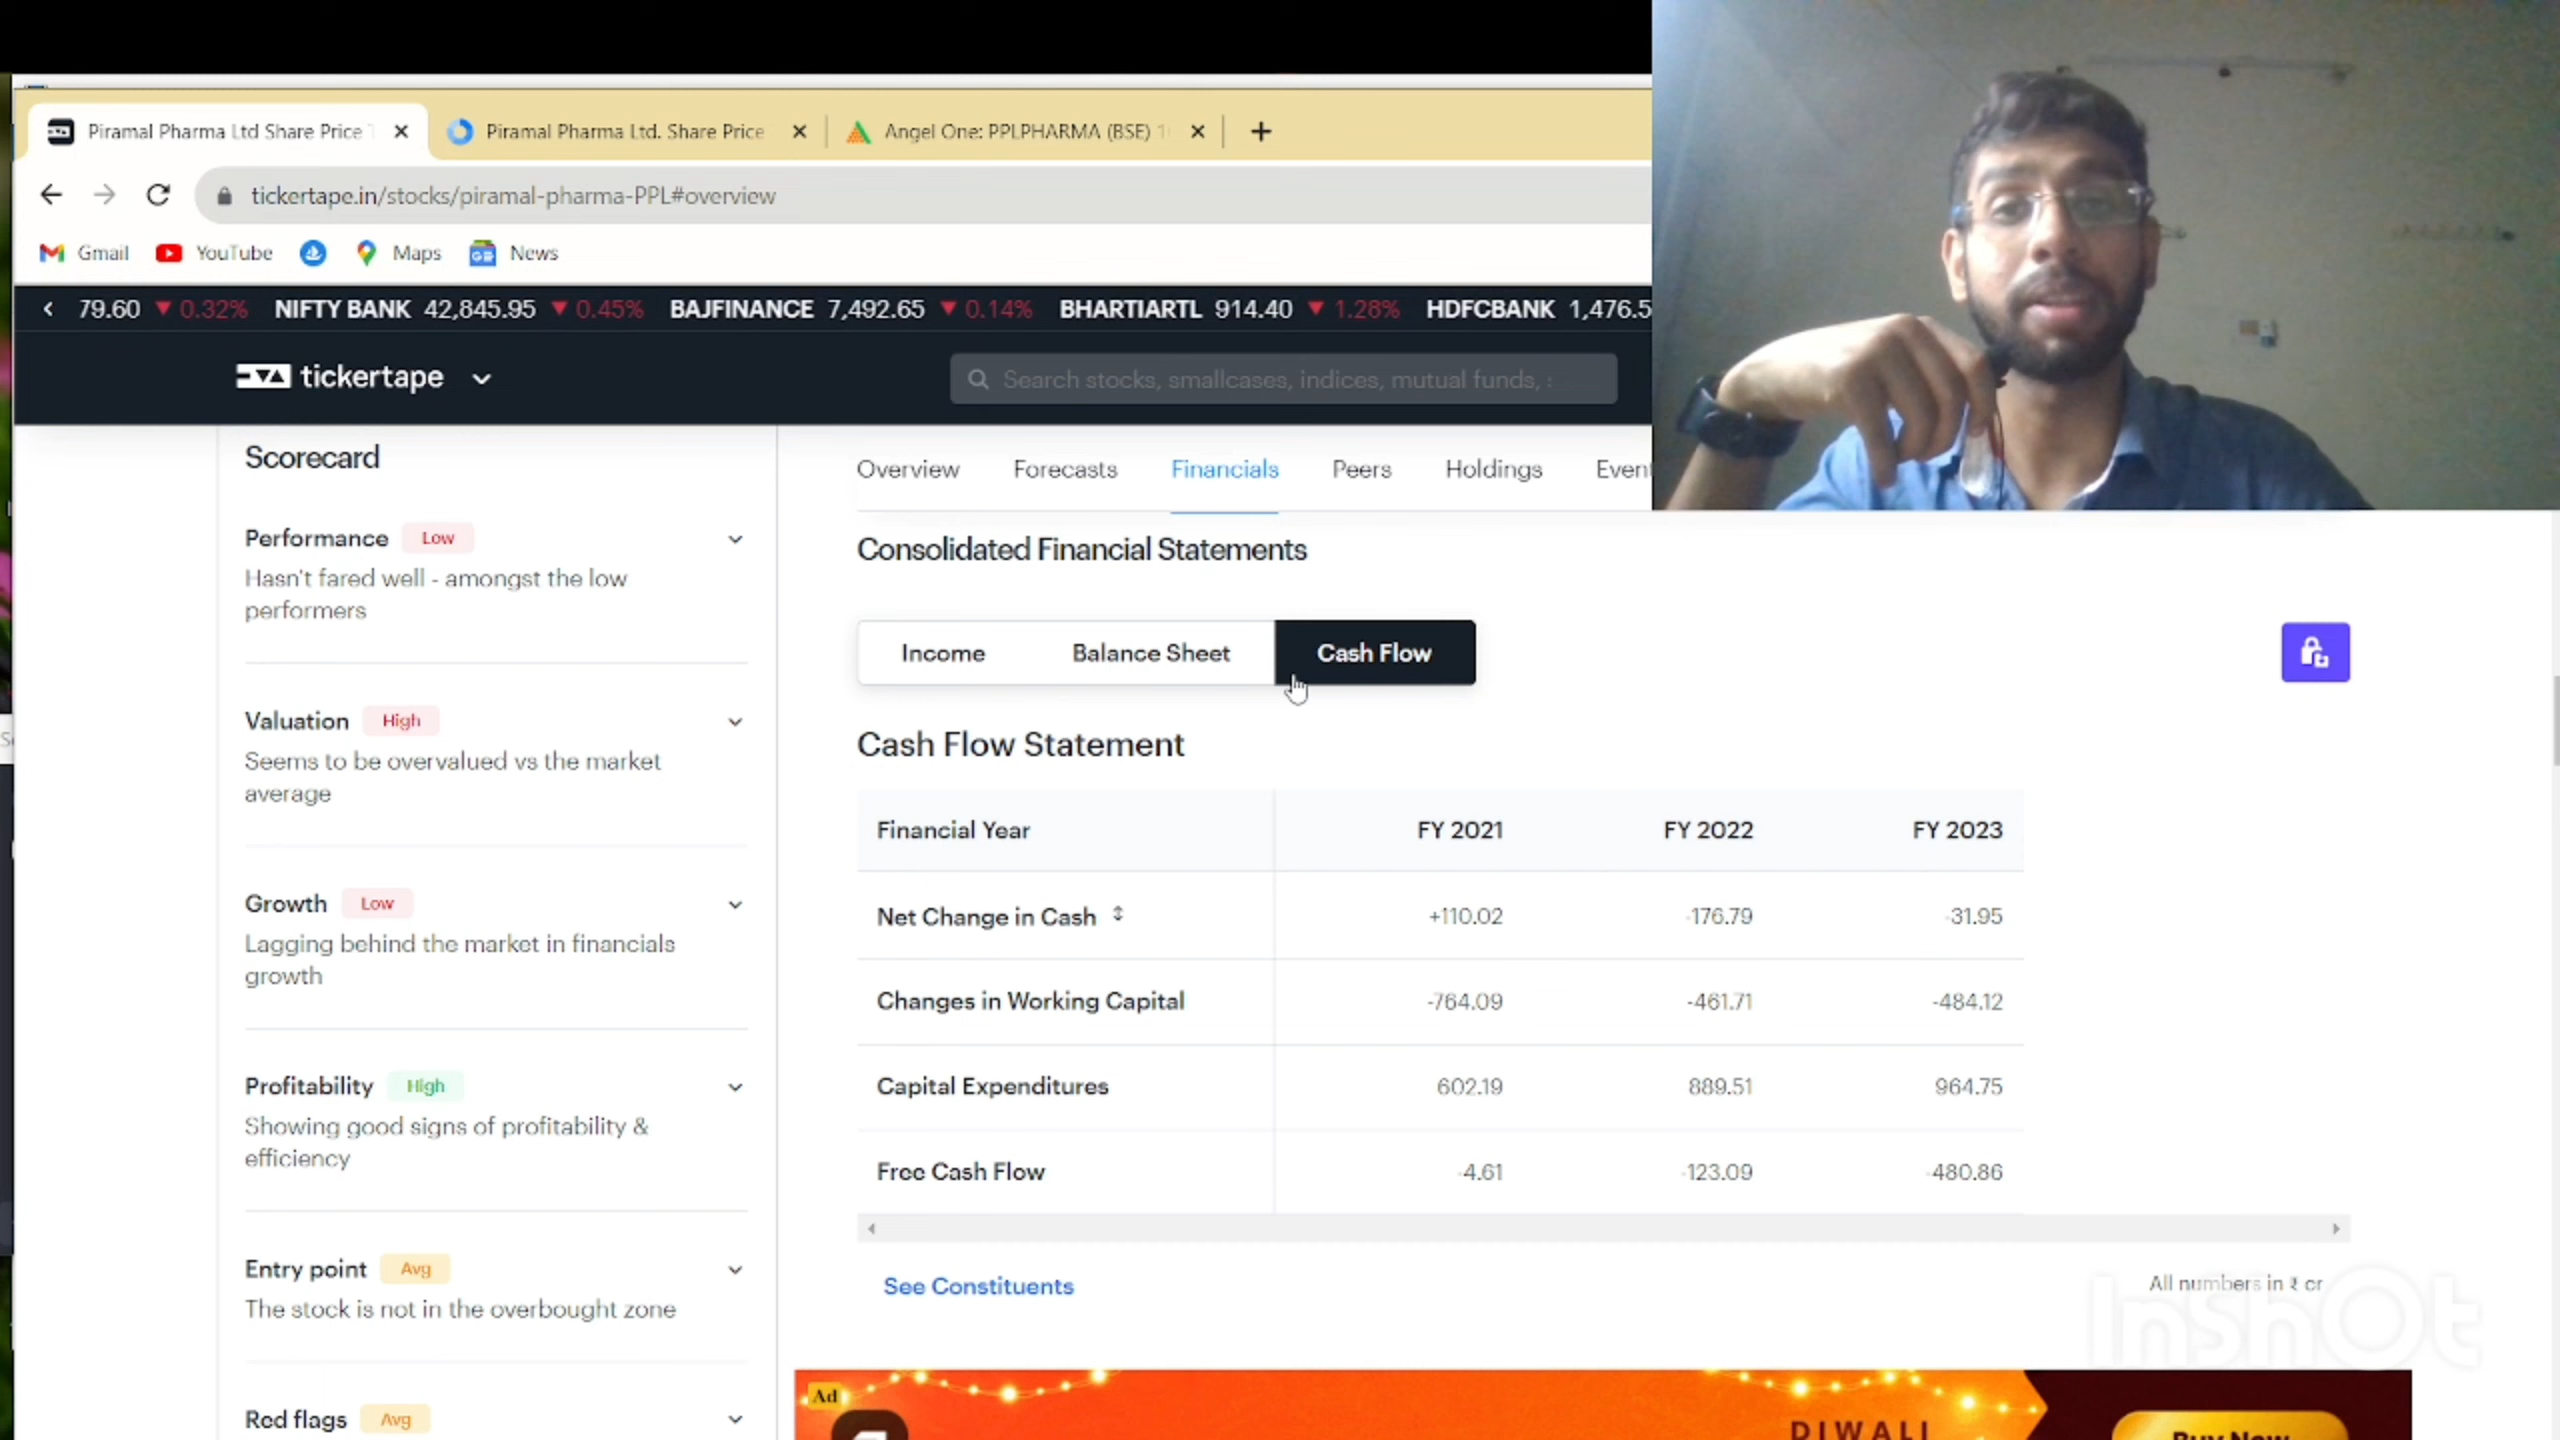 Piramal Pharma Ltd Share Price
Piramal Pharma Ltd. Share Price
Angel One: PPLPHARMA (BSE)
tickertape.in/stocks/piramal-pharma-PPL#overview
Gmail
YouTube
Maps
News
79.60 ▼ 0.32% NIFTY BANK 42,845.95 ▼ 0.45% BAJFINANCE 7,492.65 ▼ 0.14% BHARTIARTL 914.40 ▼ 1.28% HDFCBANK 1,476.5
tickertape
Search stocks, smallcases, indices, mutual funds,
Scorecard
Performance Low
Hasn't fared well - amongst the low
performers
Valuation High
Seems to be overvalued vs the market
average
Growth Low
Lagging behind the market in financials
growth
Profitability High
Showing good signs of profitability &
efficiency
Entry point Avg
The stock is not in the overbought zone
Red flags Avg
Overview Forecasts Financials Peers Holdings Event
Consolidated Financial Statements
Income Balance Sheet Cash Flow
Cash Flow Statement
Financial Year FY 2021 FY 2022 FY 2023
Net Change in Cash +110.02 -176.79 -31.95
Changes in Working Capital -764.09 -461.71 -484.12
Capital Expenditures 602.19 889.51 964.75
Free Cash Flow -4.61 -123.09 -480.86
See Constituents
All numbers in ₹ cr
InShOt
Ad
DIWALI
Buy Now